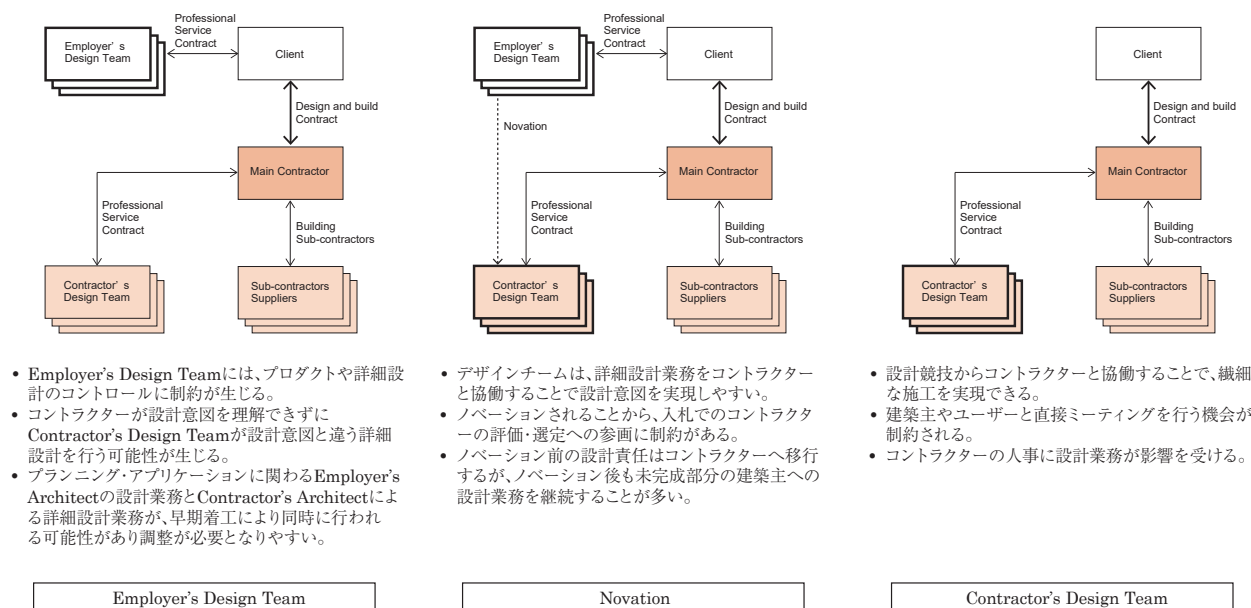 Professional
Service
Contract
Employer's
Design Team
Client
Design and build
Contract
Main Contractor
Professional
Service
Contract
Building
Sub-contractors
Contractor's
Design Team
Sub-contractors
Suppliers
• Employer's Design Teamには、プロダクトや詳細設
計のコントロールに制約が生じる。
• コントラクターが設計意図を理解できずに
Contractor's Design Teamが設計意図と違う詳細
設計を行う可能性が生じる。
• プランニング・アプリケーションに関わるEmployer's
Architectの設計業務とContractor's Architectによ
る詳細設計業務が、早期着工により同時に行われ
る可能性があり調整が必要となりやすい。
Employer's Design Team
Professional
Service
Contract
Employer's
Design Team
Client
Design and build
Contract
Novation
Main Contractor
Professional
Service
Contract
Building
Sub-contractors
Contractor's
Design Team
Sub-contractors
Suppliers
• デザインチームは、詳細設計業務をコントラクター
と協働することで設計意図を実現しやすい。
• ノベーションされることから、入札でのコントラクタ
ーの評価・選定への参画に制約がある。
• ノベーション前の設計責任はコントラクターへ移行
するが、ノベーション後も未完成部分の建築主への
設計業務を継続することが多い。
Novation
Client
Design and build
Contract
Main Contractor
Professional
Service
Contract
Building
Sub-contractors
Contractor's
Design Team
Sub-contractors
Suppliers
• 設計競技からコントラクターと協働することで、繊細
な施工を実現できる。
• 建築主やユーザーと直接ミーティングを行う機会が
制約される。
• コントラクターの人事に設計業務が影響を受ける。
Contractor's Design Team